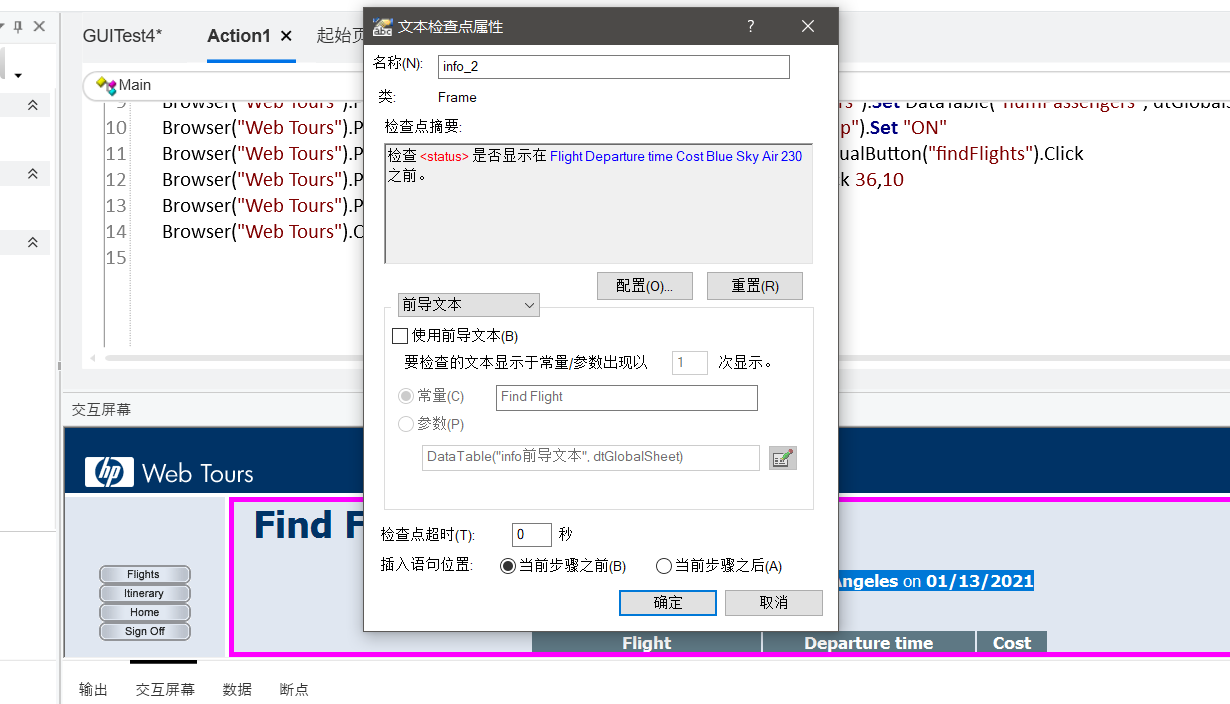 文本检查点属性
?
GUITest4*
Action1
起始页
名称(N):
info_2
Main
类:
Frame
9 Browser("Web Tours").P
").Set DataTable("numPassengers", dtGlobalS
检查点摘要:
10 Browser("Web Tours").P
p").Set "ON"
检查 <status> 是否显示在 Flight Departure time Cost Blue Sky Air 230
之前。
11 Browser("Web Tours").P
ualButton("findFlights").Click
12 Browser("Web Tours").P
k 36,10
13 Browser("Web Tours").P
14 Browser("Web Tours").C
15
配置(O)...
重置(R)
前导文本
使用前导文本(B)
要检查的文本显示于常量/参数出现以 1 次显示。
常量(C)
Find Flight
参数(P)
交互屏幕
DataTable("info前导文本", dtGlobalSheet)
hp
Web Tours
Find F
检查点超时(T): 0 秒
插入语句位置: 当前步骤之前(B) 当前步骤之后(A)
Flights
Angeles on 01/13/2021
Itinerary
确定
取消
Home
Sign Off
Flight
Departure time
Cost
输出
交互屏幕
数据
断点